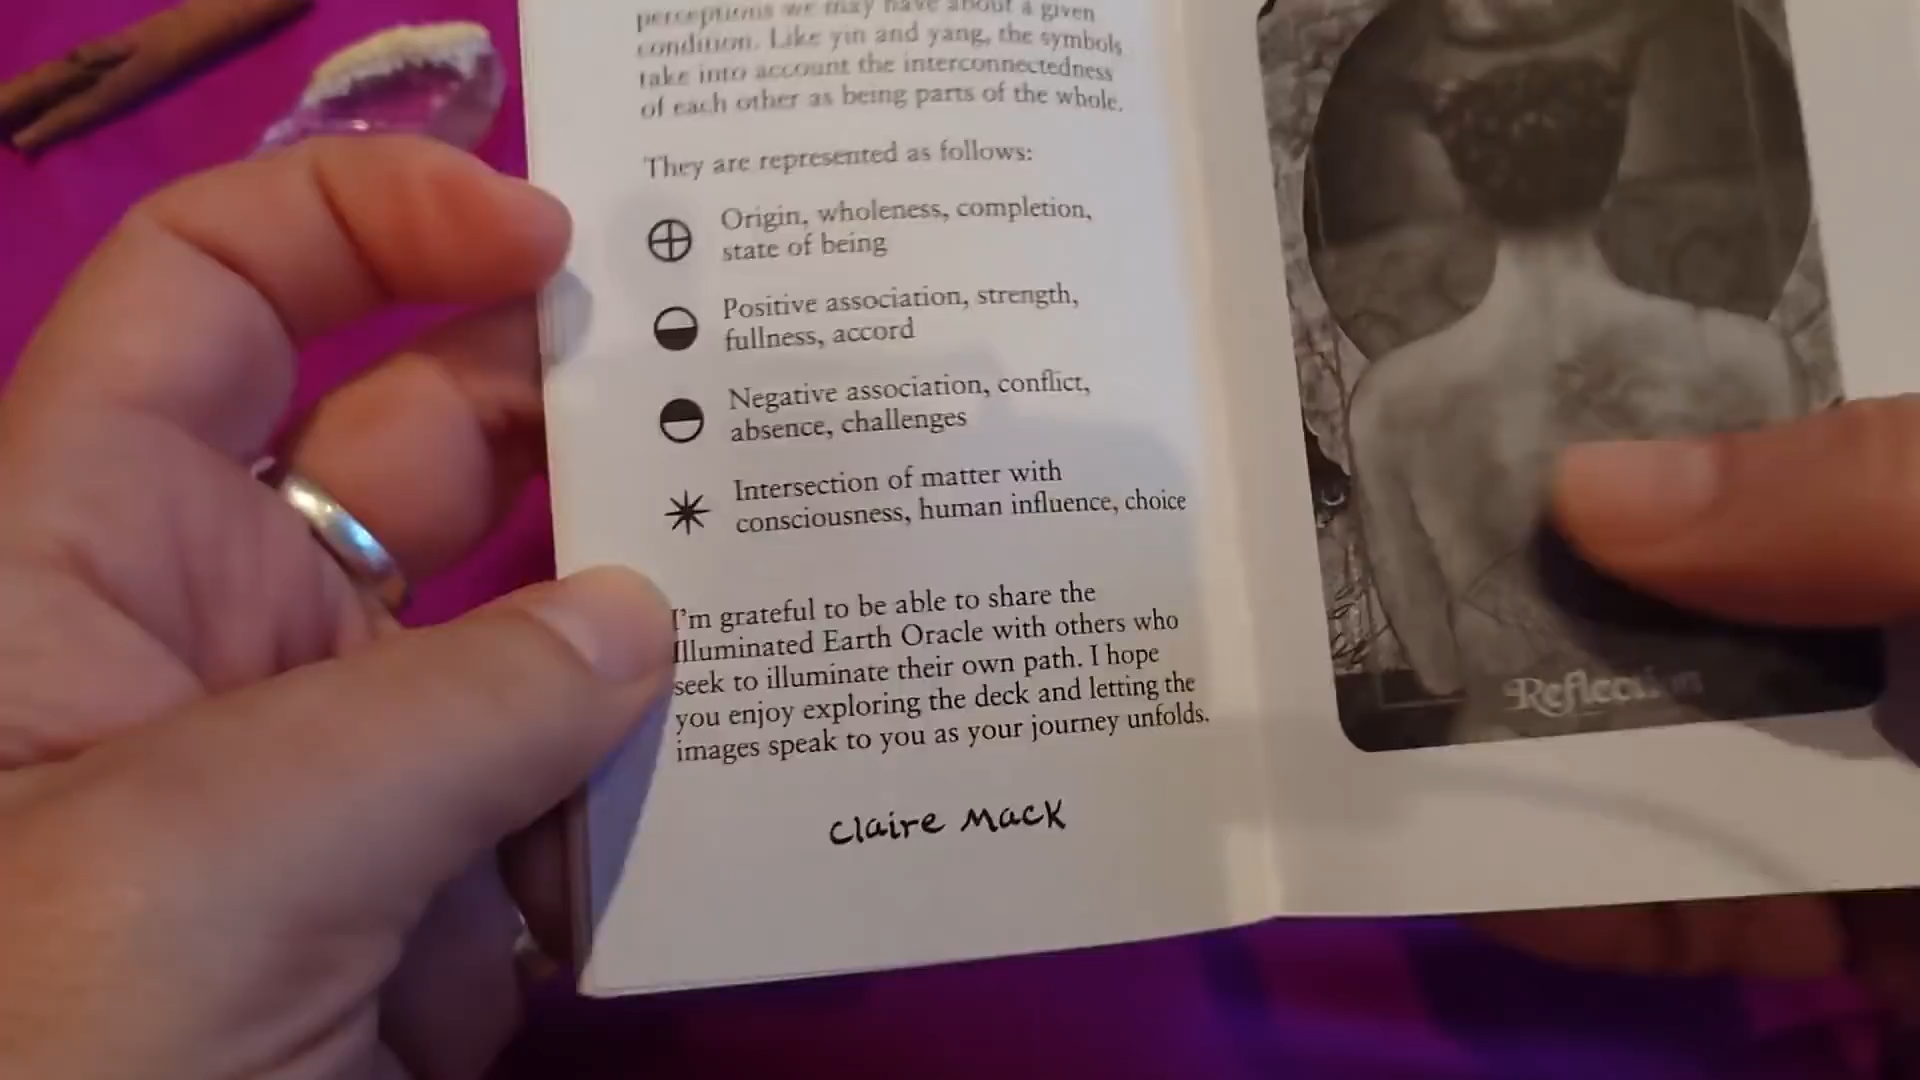 perceptions we may have about a given
condition. Like yin and yang, the symbols
take into account the interconnectedness
of each other as being parts of the whole.
They are represented as follows:
Origin, wholeness, completion,
state of being
Positive association, strength,
fullness, accord
Negative association, conflict,
absence, challenges
Intersection of matter with
consciousness, human influence, choice
I'm grateful to be able to share the
Illuminated Earth Oracle with others who
seek to illuminate their own path. I hope
you enjoy exploring the deck and letting the
images speak to you as your journey unfolds.
Claire Mack
Reflection